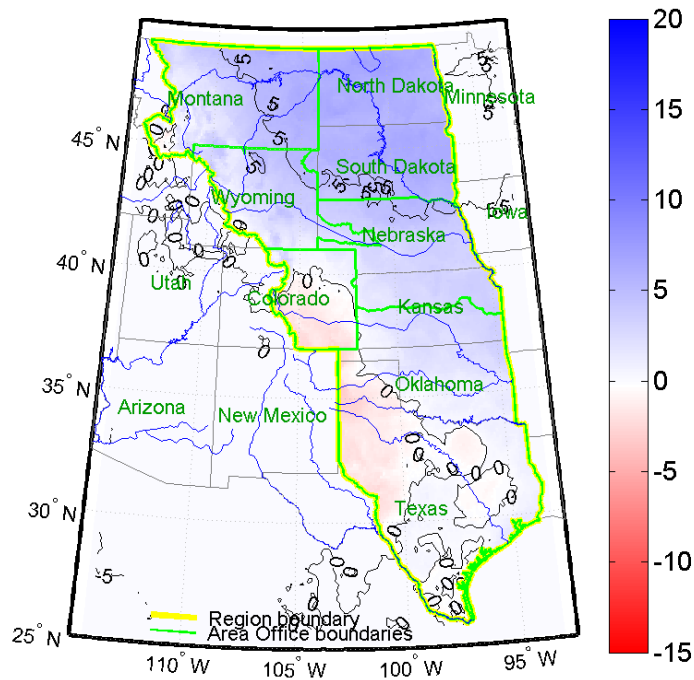 20
15
10
5
0
-5
-10
-15
45° N
40° N
35° N
30° N
25° N
110° W
105° W
100° W
95° W
Montana
North Dakota
Minnesota
South Dakota
Wyoming
Iowa
Nebraska
Utah
Colorado
Kansas
Oklahoma
Arizona
New Mexico
Texas
-5
Region boundary
Area Office boundaries